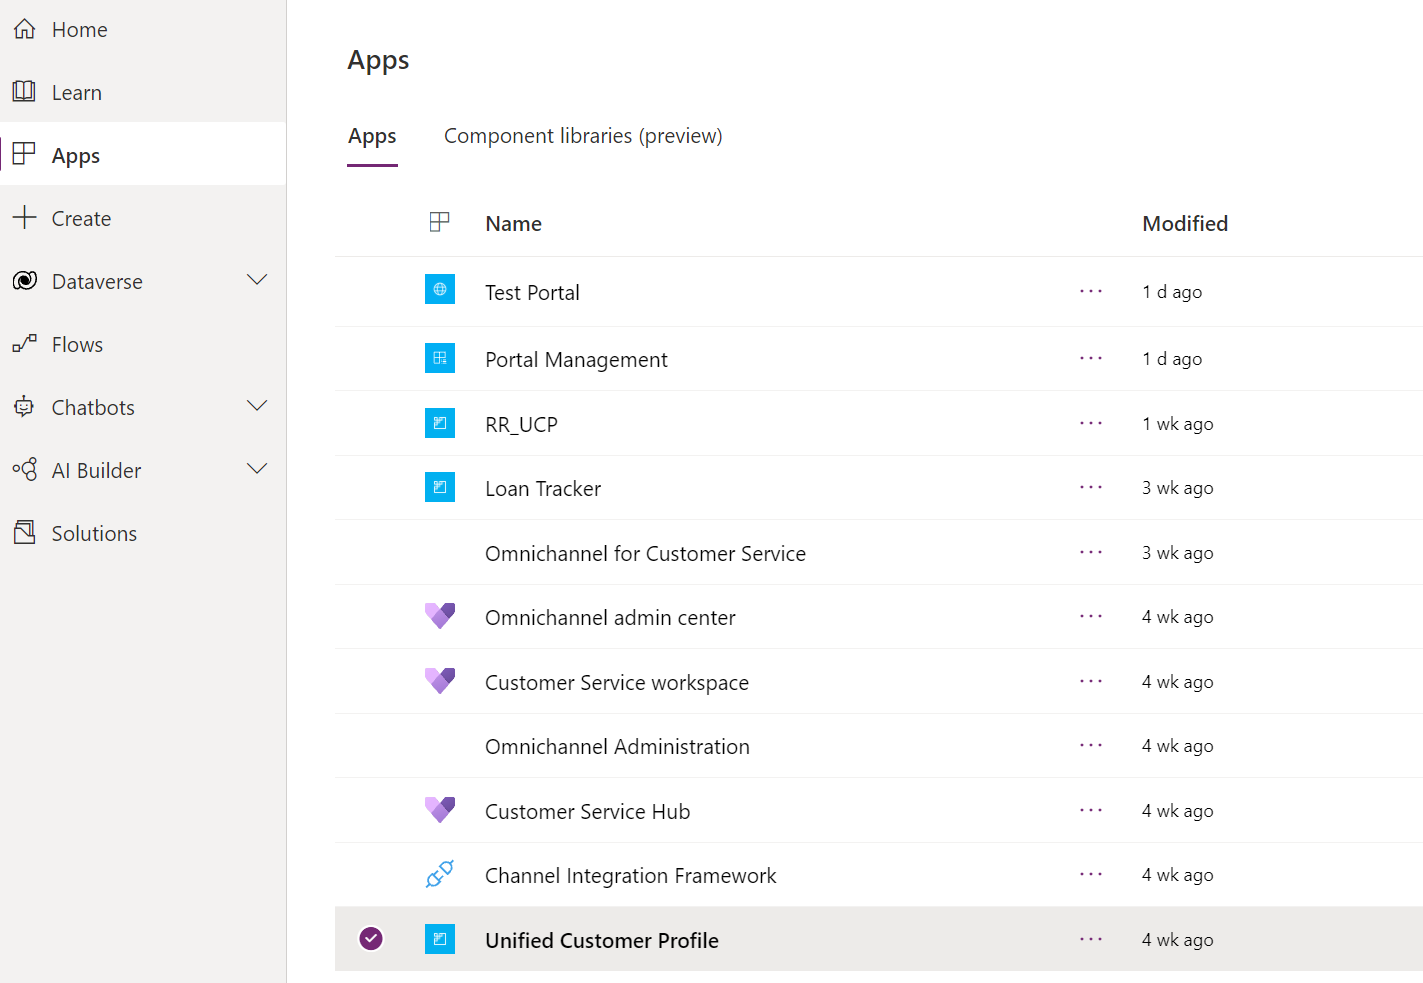 Home
Learn
Apps
Create
Dataverse
Flows
Chatbots
AI Builder
Solutions
Apps
Apps Component libraries (preview)
Name Modified
Test Portal ... 1 d ago
Portal Management ... 1 d ago
RR_UCP ... 1 wk ago
Loan Tracker ... 3 wk ago
Omnichannel for Customer Service ... 3 wk ago
Omnichannel admin center ... 4 wk ago
Customer Service workspace ... 4 wk ago
Omnichannel Administration ... 4 wk ago
Customer Service Hub ... 4 wk ago
Channel Integration Framework ... 4 wk ago
Unified Customer Profile ... 4 wk ago